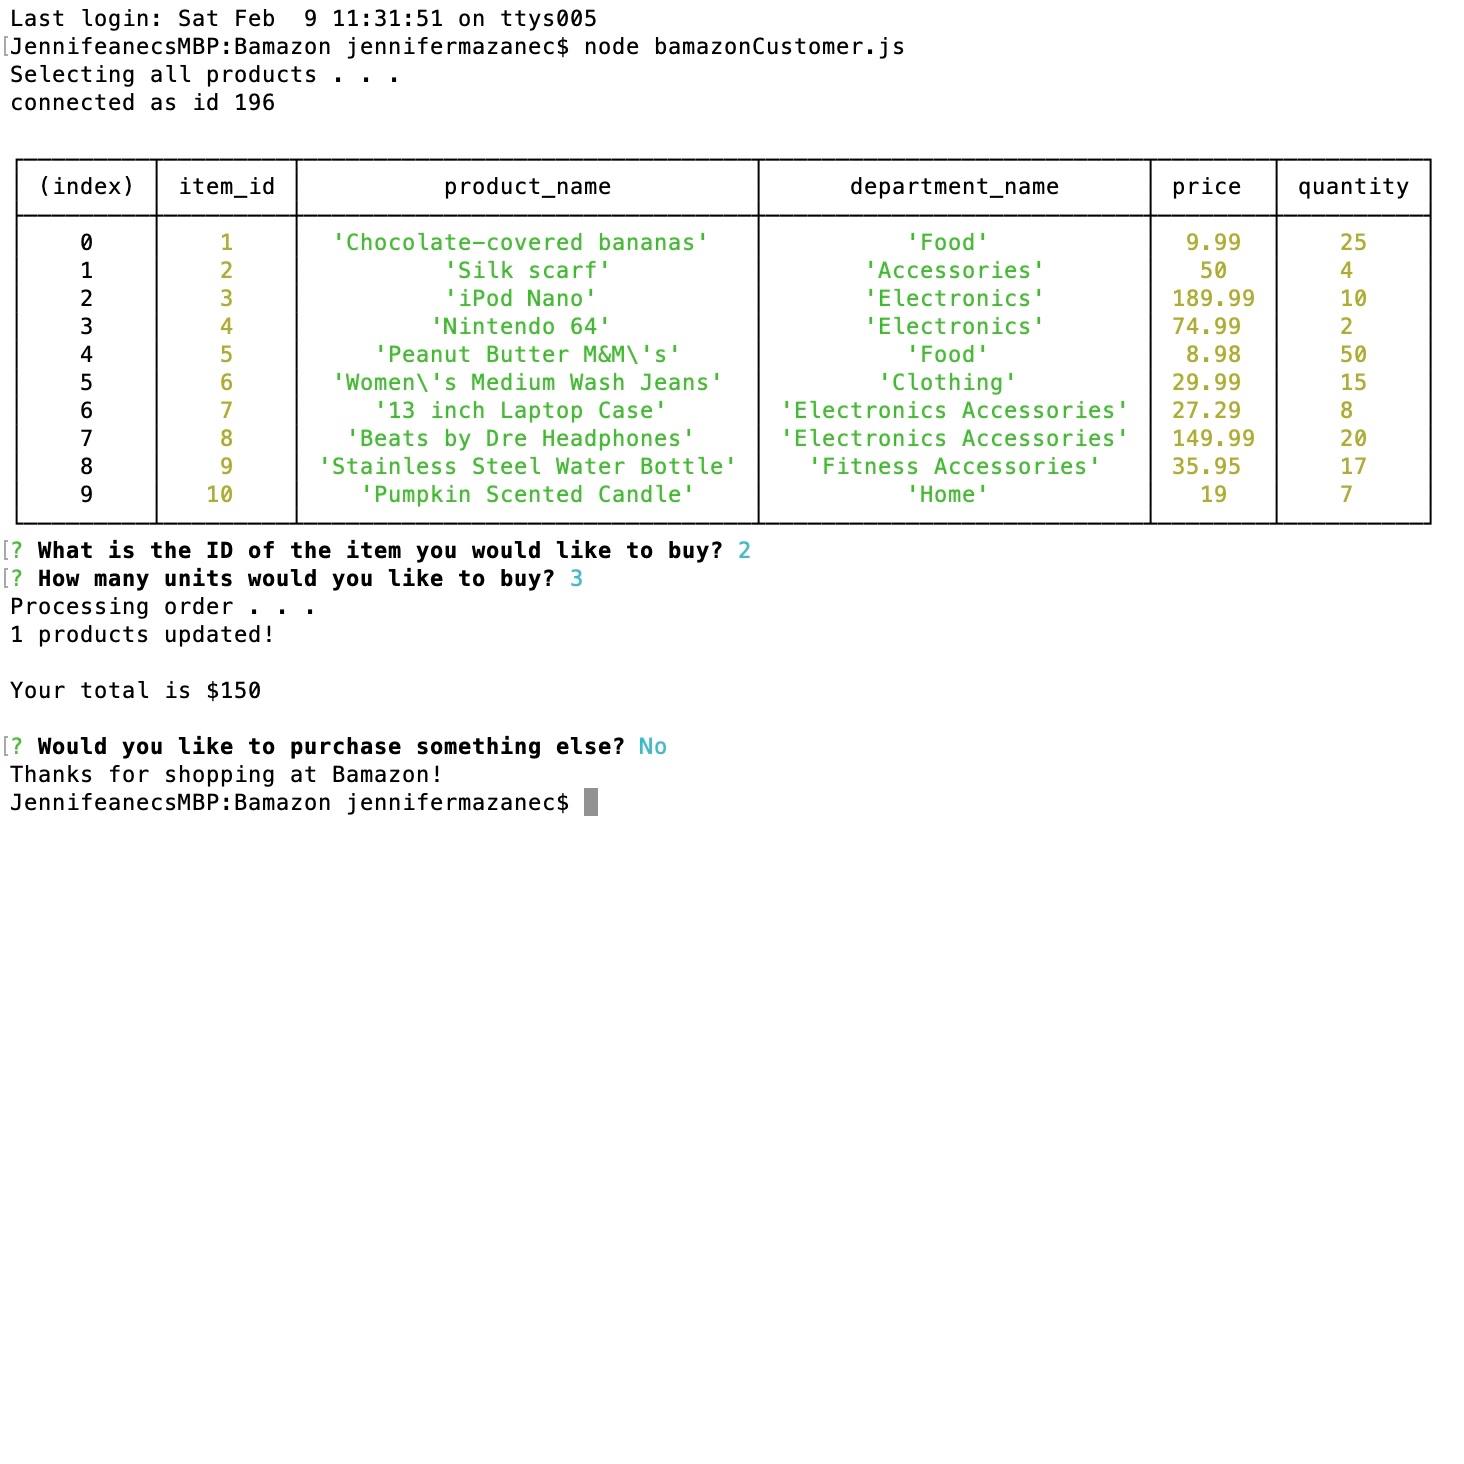 Last login: Sat Feb  9 11:31:51 on ttys005
[JennifeanecsMBP:Bamazon jennifermazanec$ node bamazonCustomer.js
Selecting all products . . .
connected as id 196
(index) item_id product_name department_name price quantity
0 1 'Chocolate-covered bananas' 'Food' 9.99 25
1 2 'Silk scarf' 'Accessories' 50 4
2 3 'iPod Nano' 'Electronics' 189.99 10
3 4 'Nintendo 64' 'Electronics' 74.99 2
4 5 'Peanut Butter M&M\'s' 'Food' 8.98 50
5 6 'Women\'s Medium Wash Jeans' 'Clothing' 29.99 15
6 7 '13 inch Laptop Case' 'Electronics Accessories' 27.29 8
7 8 'Beats by Dre Headphones' 'Electronics Accessories' 149.99 20
8 9 'Stainless Steel Water Bottle' 'Fitness Accessories' 35.95 17
9 10 'Pumpkin Scented Candle' 'Home' 19 7
[? What is the ID of the item you would like to buy? 2
[? How many units would you like to buy? 3
Processing order . . .
1 products updated!
Your total is $150
[? Would you like to purchase something else? No
Thanks for shopping at Bamazon!
JennifeanecsMBP:Bamazon jennifermazanec$